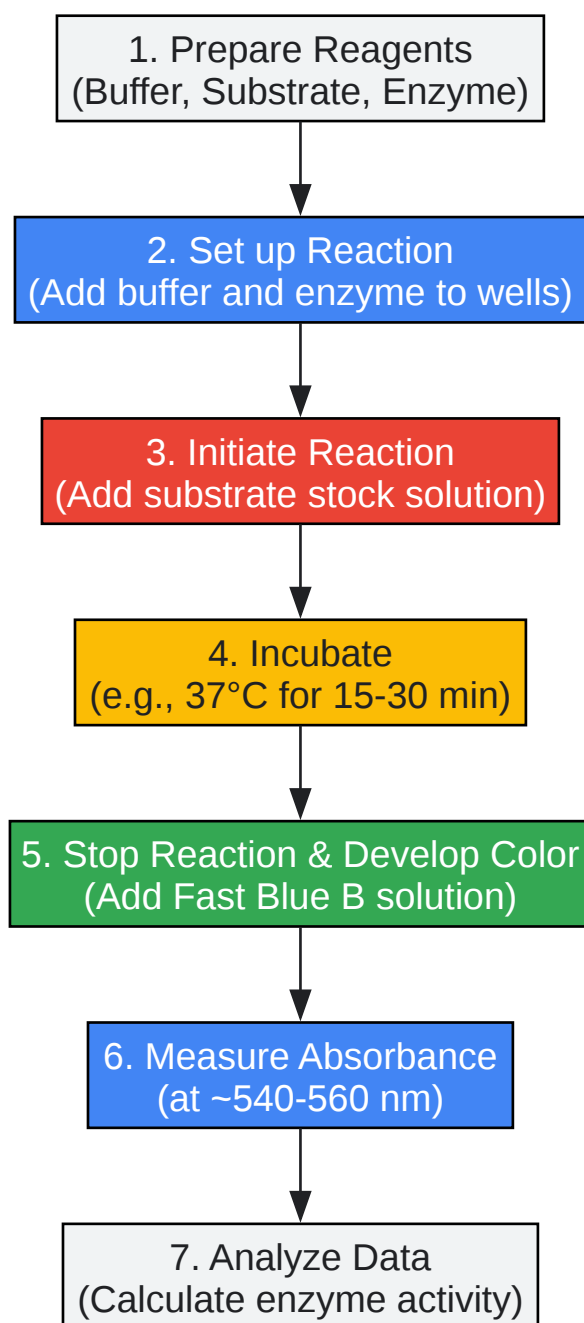 1. Prepare Reagents
(Buffer, Substrate, Enzyme)
2. Set up Reaction
(Add buffer and enzyme to wells)
3. Initiate Reaction
(Add substrate stock solution)
4. Incubate
(e.g., 37°C for 15-30 min)
5. Stop Reaction & Develop Color
(Add Fast Blue B solution)
6. Measure Absorbance
(at ~540-560 nm)
7. Analyze Data
(Calculate enzyme activity)